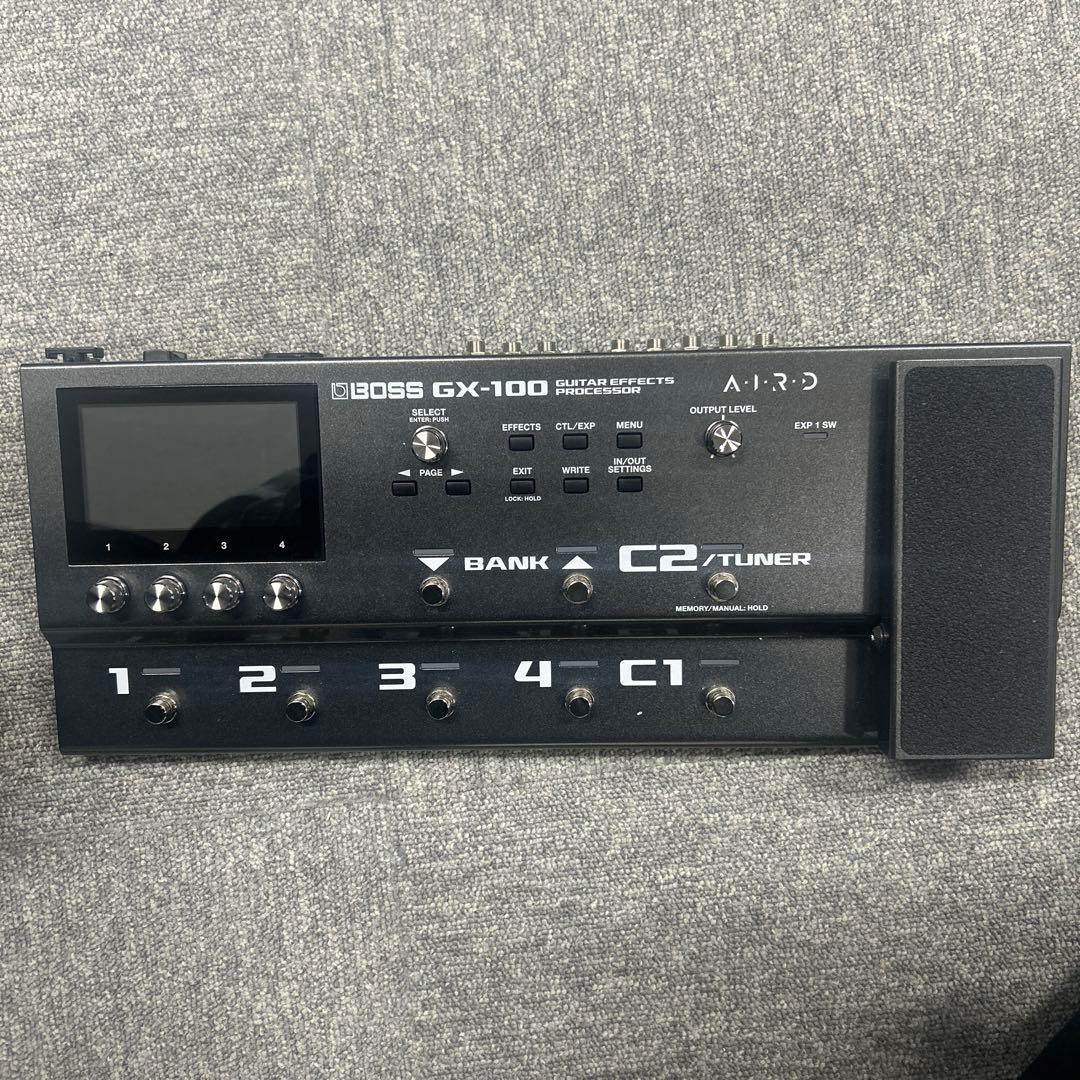 BOSS GX-100 GUITAR EFFECTS PROCESSOR
A·I·R·D
SELECT
ENTER: PUSH
EFFECTS CTL/EXP MENU
OUTPUT LEVEL
EXP 1 SW
◀ PAGE ▶
EXIT WRITE IN/OUT SETTINGS
LOCK: HOLD
1 2 3 4
▼ BANK ▲ C2/TUNER
MEMORY/MANUAL: HOLD
1 2 3 4 C1